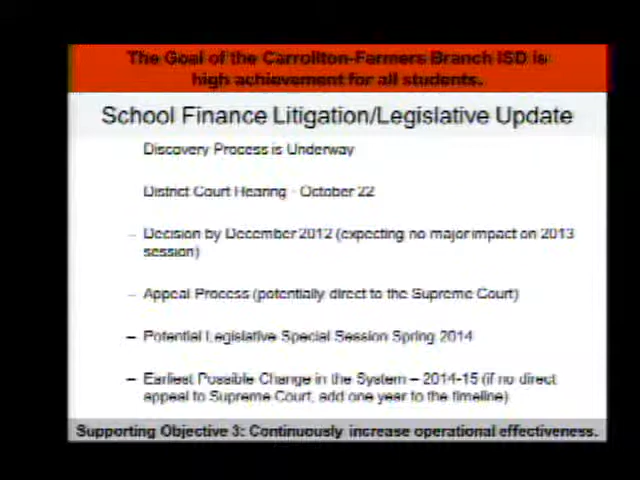 The Goal of the Carrollton-Farmers Branch ISD is
high achievement for all students.
School Finance Litigation/Legislative Update
Discovery Process is Underway
District Court Hearing - October 22
– Decision by December 2012 (expecting no major impact on 2013
session)
– Appeal Process (potentially direct to the Supreme Court)
– Potential Legislative Special Session Spring 2014
– Earliest Possible Change in the System – 2014-15 (if no direct
appeal to Supreme Court, add one year to the timeline)
Supporting Objective 3: Continuously increase operational effectiveness.